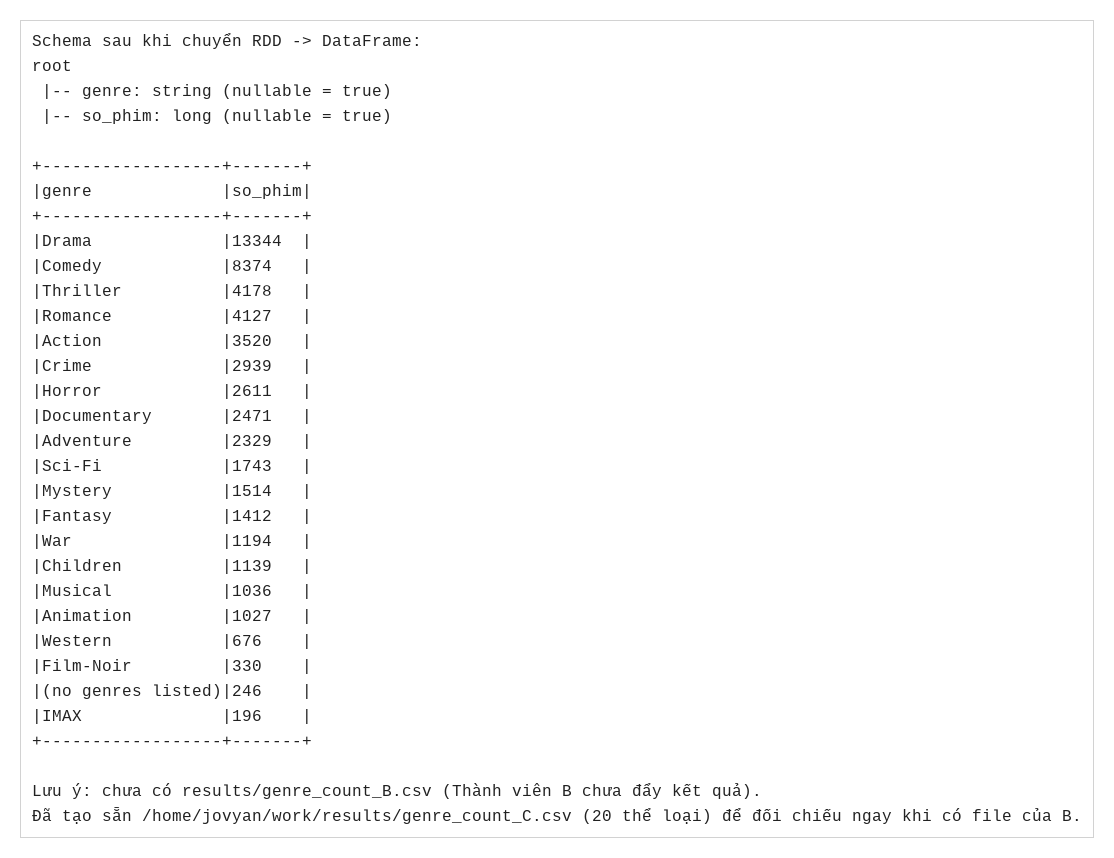 Schema sau khi chuyển RDD -> DataFrame:
root
 |-- genre: string (nullable = true)
 |-- so_phim: long (nullable = true)

+------------------+-------+
|genre             |so_phim|
+------------------+-------+
|Drama             |13344  |
|Comedy            |8374   |
|Thriller          |4178   |
|Romance           |4127   |
|Action            |3520   |
|Crime             |2939   |
|Horror            |2611   |
|Documentary       |2471   |
|Adventure         |2329   |
|Sci-Fi            |1743   |
|Mystery           |1514   |
|Fantasy           |1412   |
|War               |1194   |
|Children          |1139   |
|Musical           |1036   |
|Animation         |1027   |
|Western           |676    |
|Film-Noir         |330    |
|(no genres listed)|246    |
|IMAX              |196    |
+------------------+-------+

Lưu ý: chưa có results/genre_count_B.csv (Thành viên B chưa đẩy kết quả).
Đã tạo sẵn /home/jovyan/work/results/genre_count_C.csv (20 thể loại) để đối chiếu ngay khi có file của B.